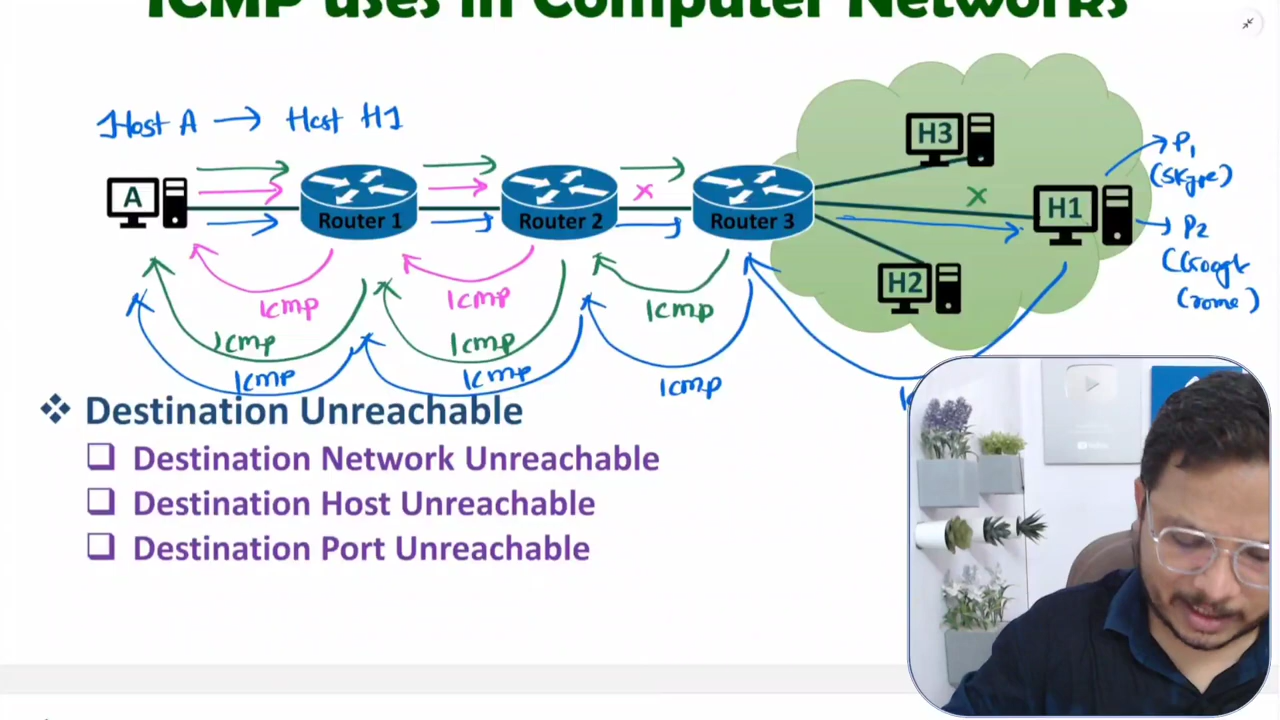 ICMP uses in Computer Networks
Host A → Host H1
A
Router 1
Router 2
x
Router 3
H3
x
H1
H2
P1
(Skype)
P2
(Google
Crome)
Icmp
Icmp
Icmp
Icmp
Icmp
Icmp
Icmp
Icmp
❖ Destination Unreachable
❑ Destination Network Unreachable
❑ Destination Host Unreachable
❑ Destination Port Unreachable